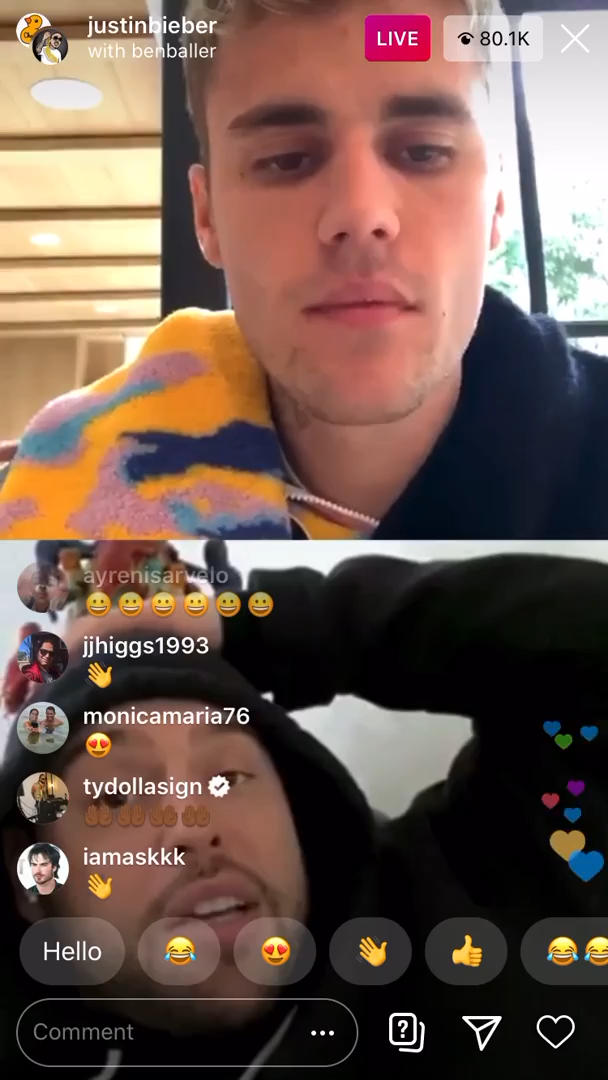 justinbieber
with benballer
LIVE
80.1K
ayrenisarvelo
😀😀😀😀😀😀
jjhiggs1993
👋
monicamaria76
😍
tydollasign
🙌🏾🙌🏾🙌🏾🙌🏾
iamaskkk
👋
Hello 😂 😍 👋 👍 😂😂
Comment